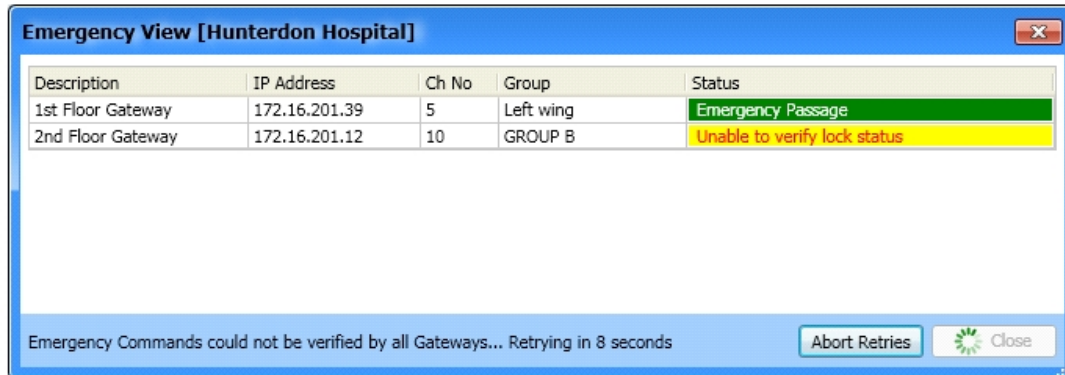 Emergency View [Hunterdon Hospital]
Description IP Address Ch No Group Status
1st Floor Gateway 172.16.201.39 5 Left wing Emergency Passage
2nd Floor Gateway 172.16.201.12 10 GROUP B Unable to verify lock status
Emergency Commands could not be verified by all Gateways... Retrying in 8 seconds Abort Retries Close